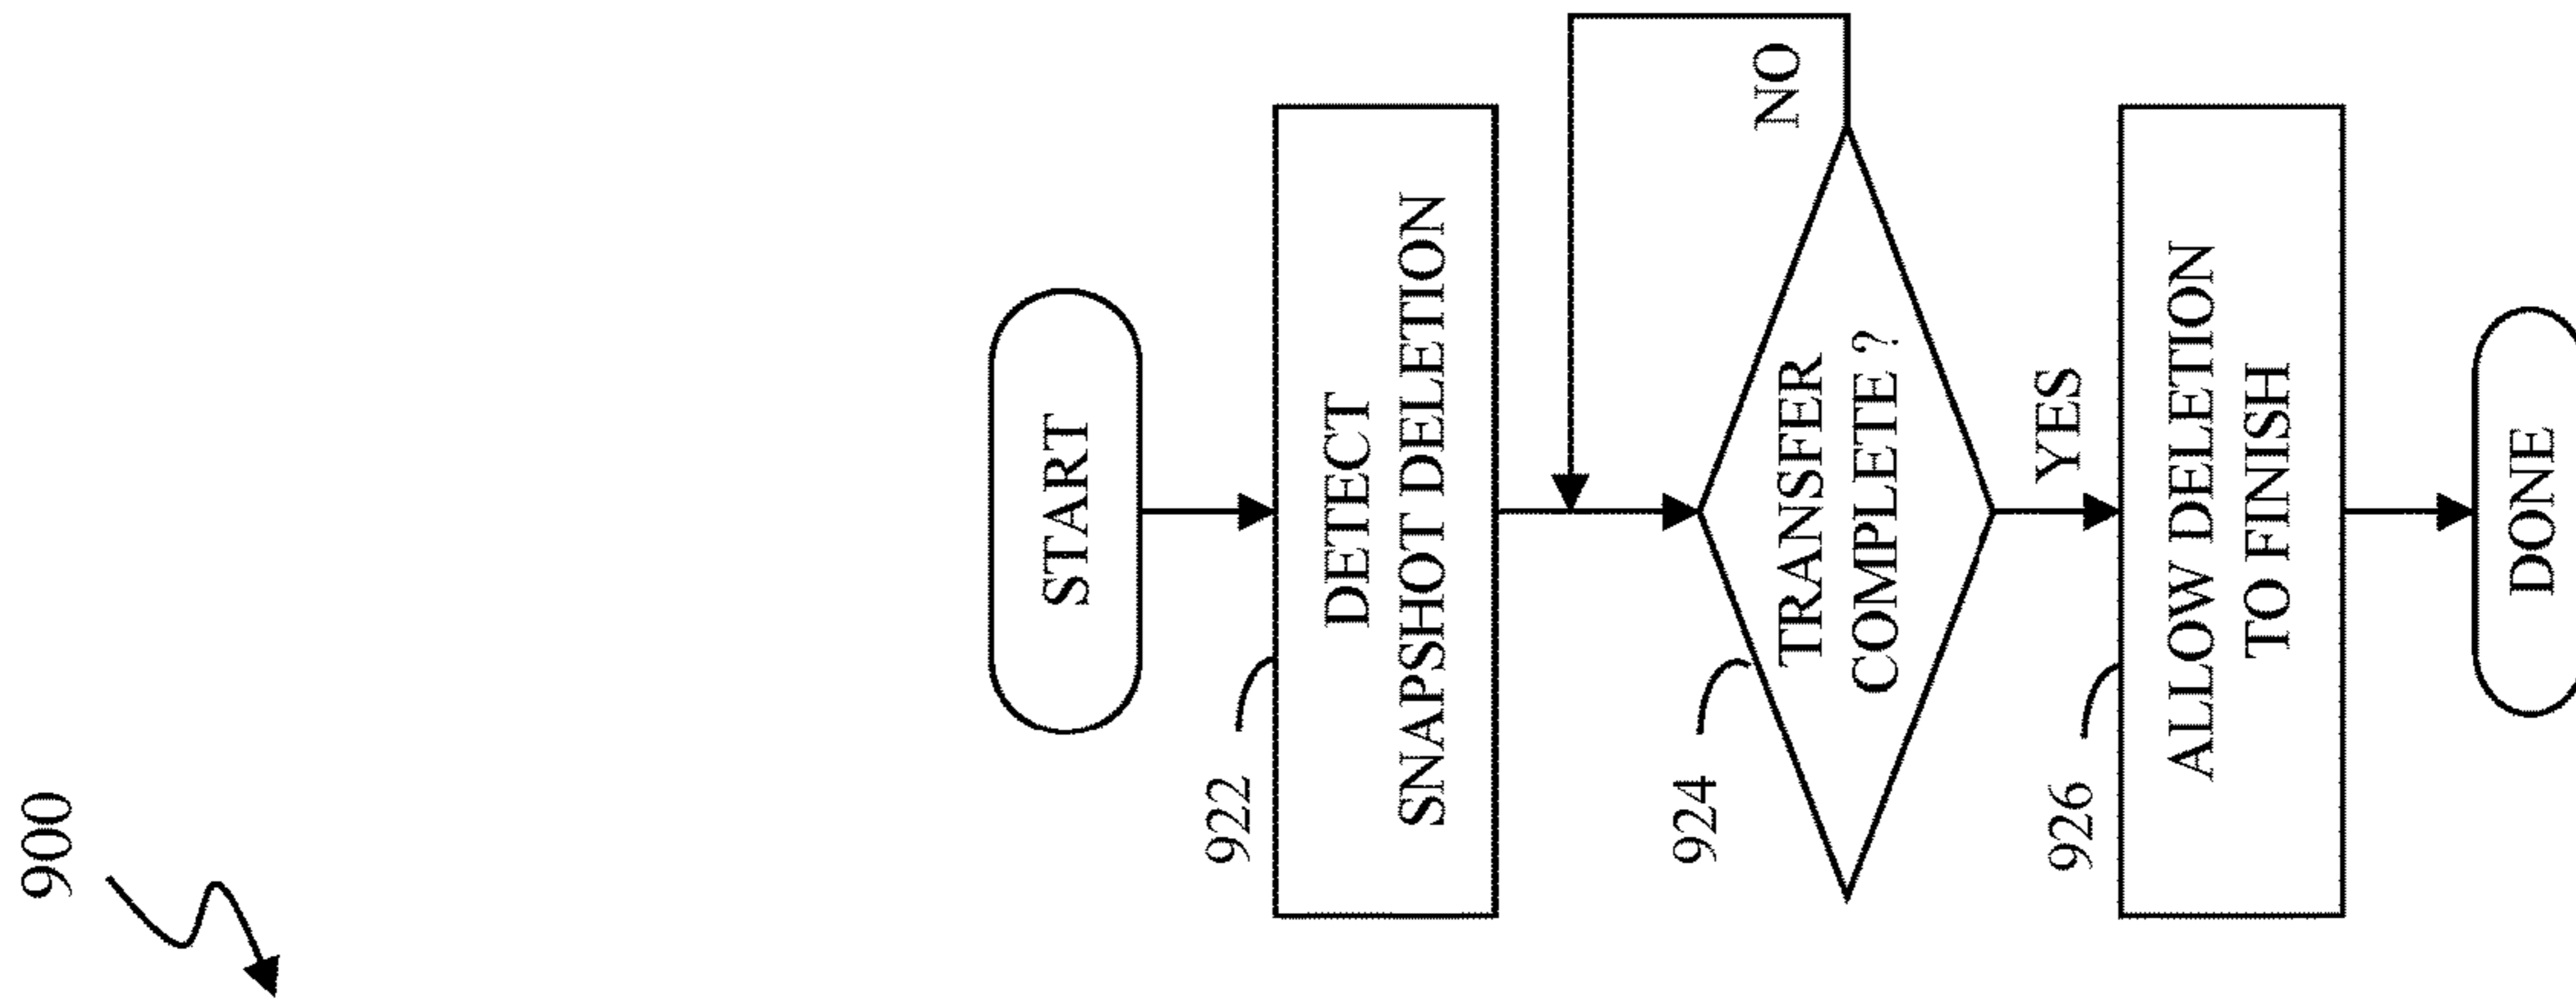 900
START
922
DETECT
SNAPSHOT DELETION
924
TRANSFER
COMPLETE ?
NO
YES
926
ALLOW DELETION
TO FINISH
DONE